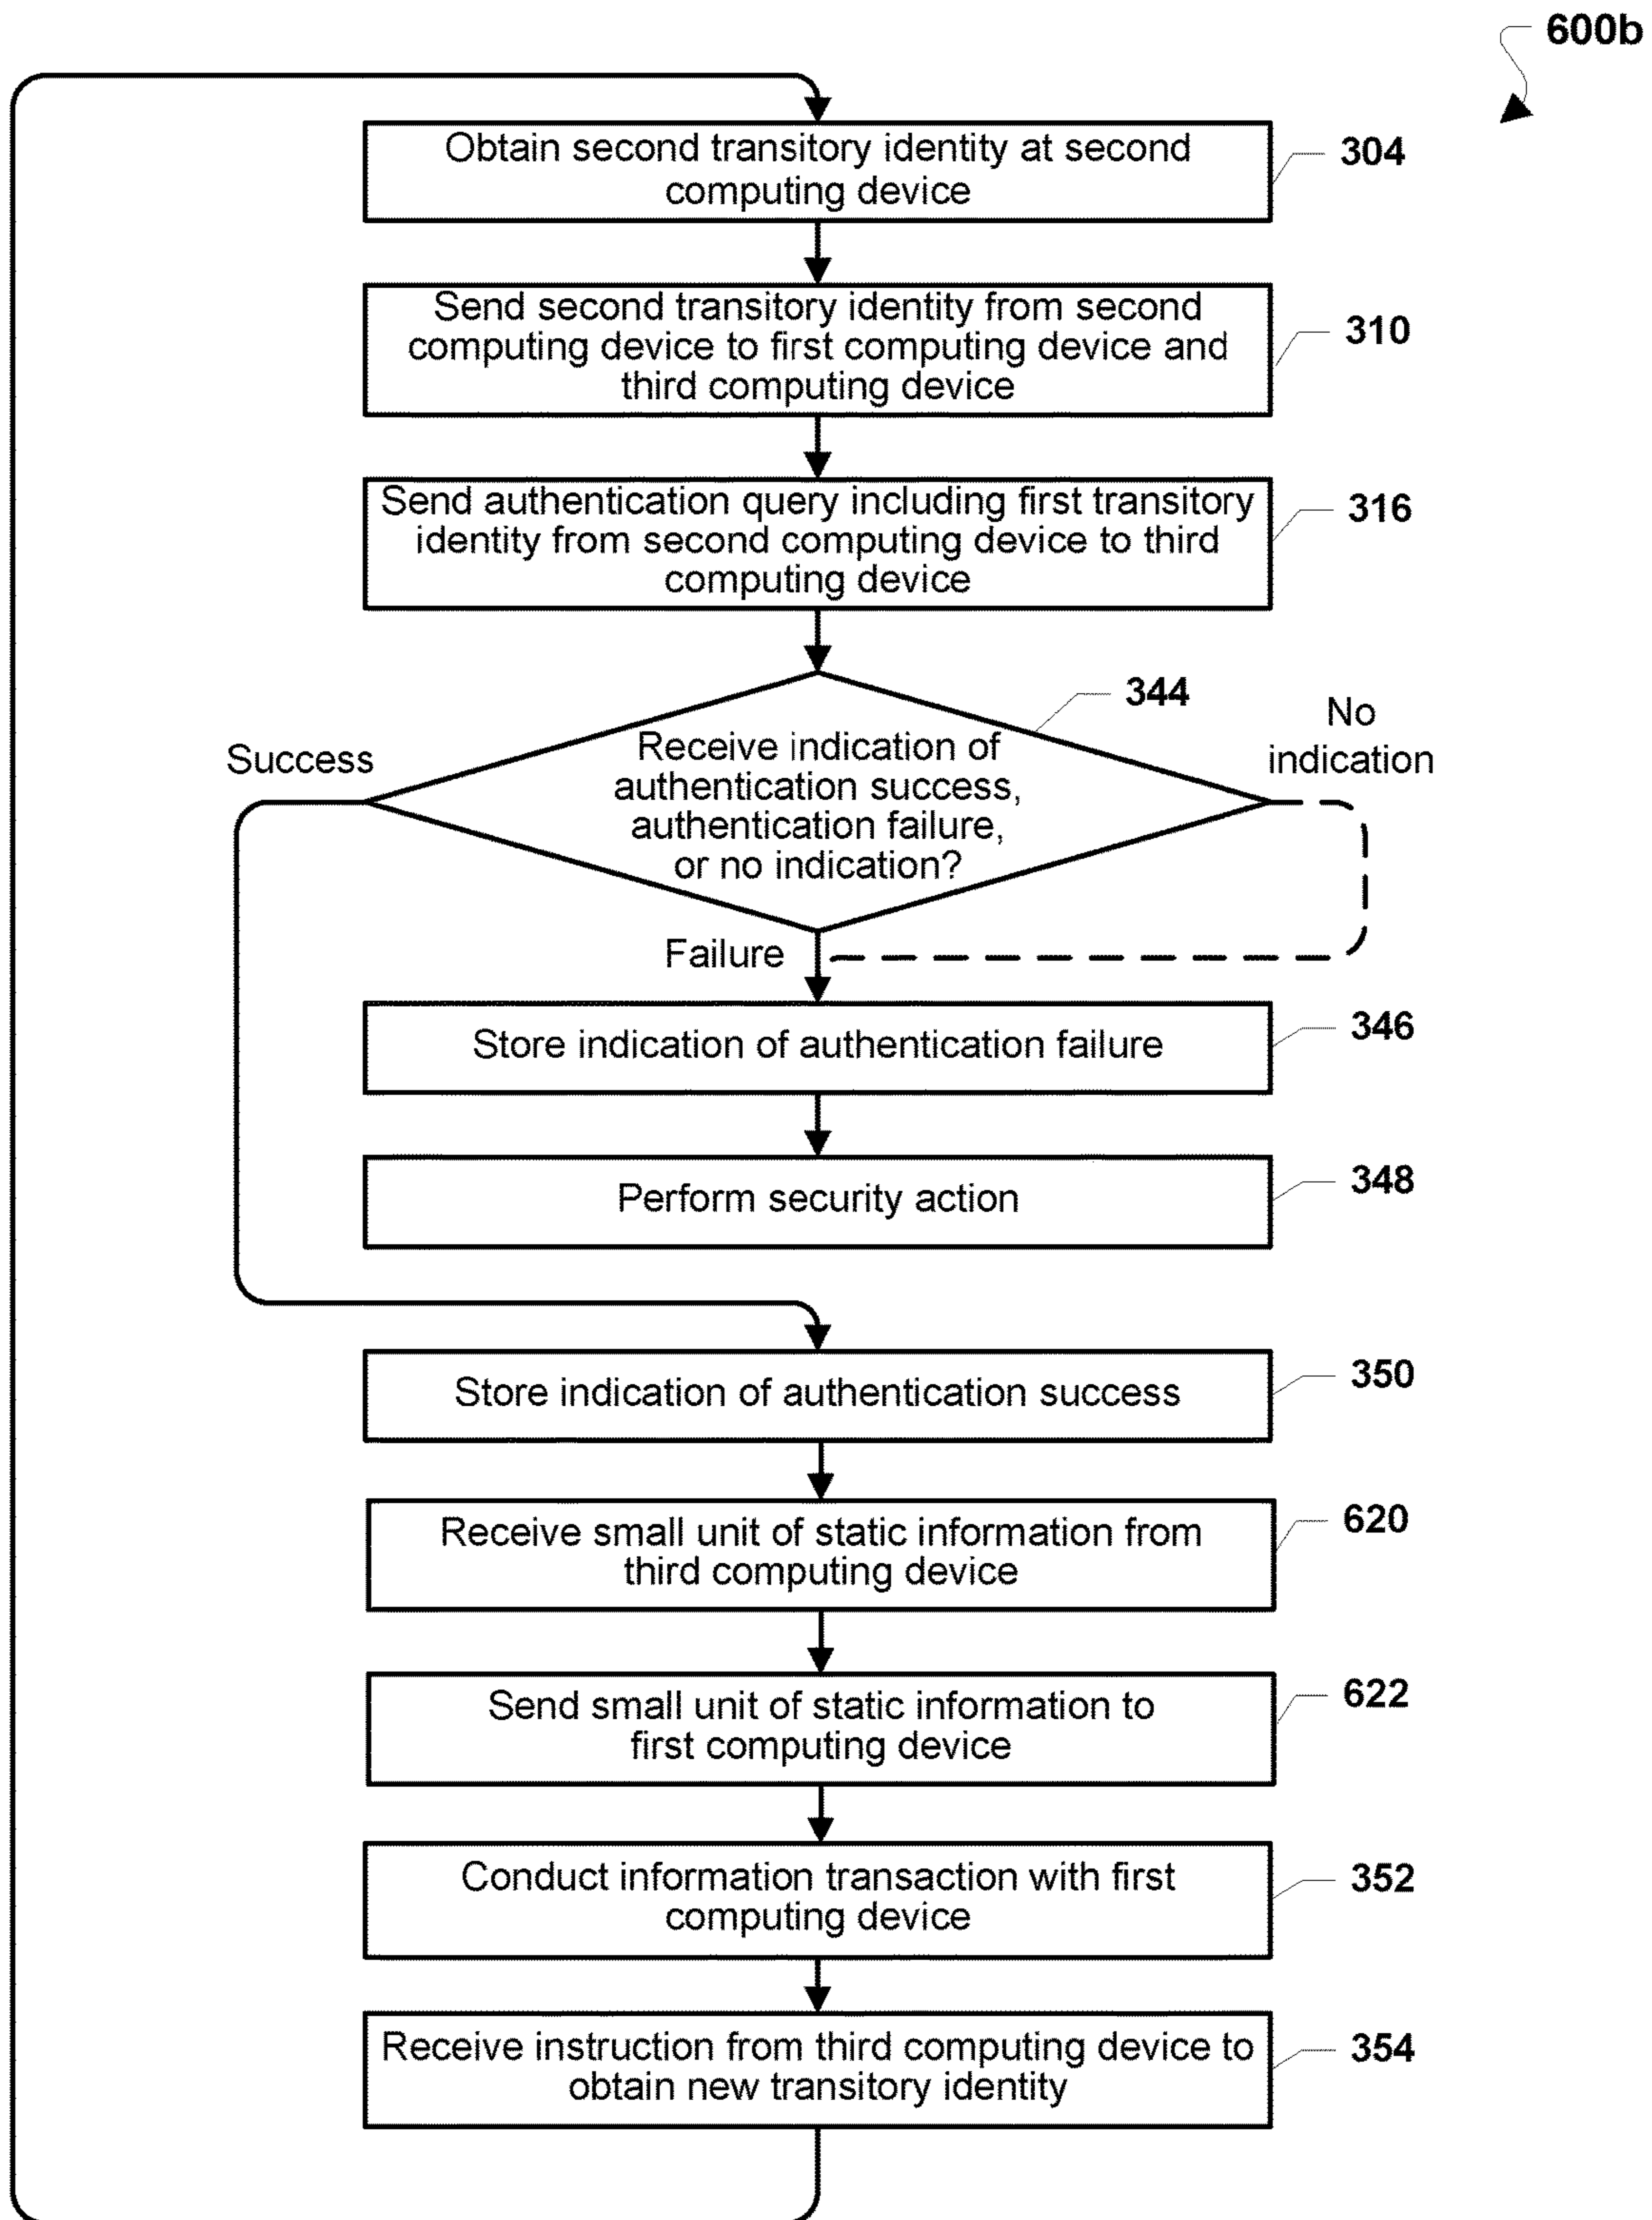 600b
Obtain second transitory identity at second
computing device
304
Send second transitory identity from second
computing device to first computing device and
third computing device
310
Send authentication query including first transitory
identity from second computing device to third
computing device
316
344
No
indication
Success
Receive indication of
authentication success,
authentication failure,
or no indication?
Failure
Store indication of authentication failure
346
Perform security action
348
Store indication of authentication success
350
Receive small unit of static information from
third computing device
620
Send small unit of static information to
first computing device
622
Conduct information transaction with first
computing device
352
Receive instruction from third computing device to
obtain new transitory identity
354